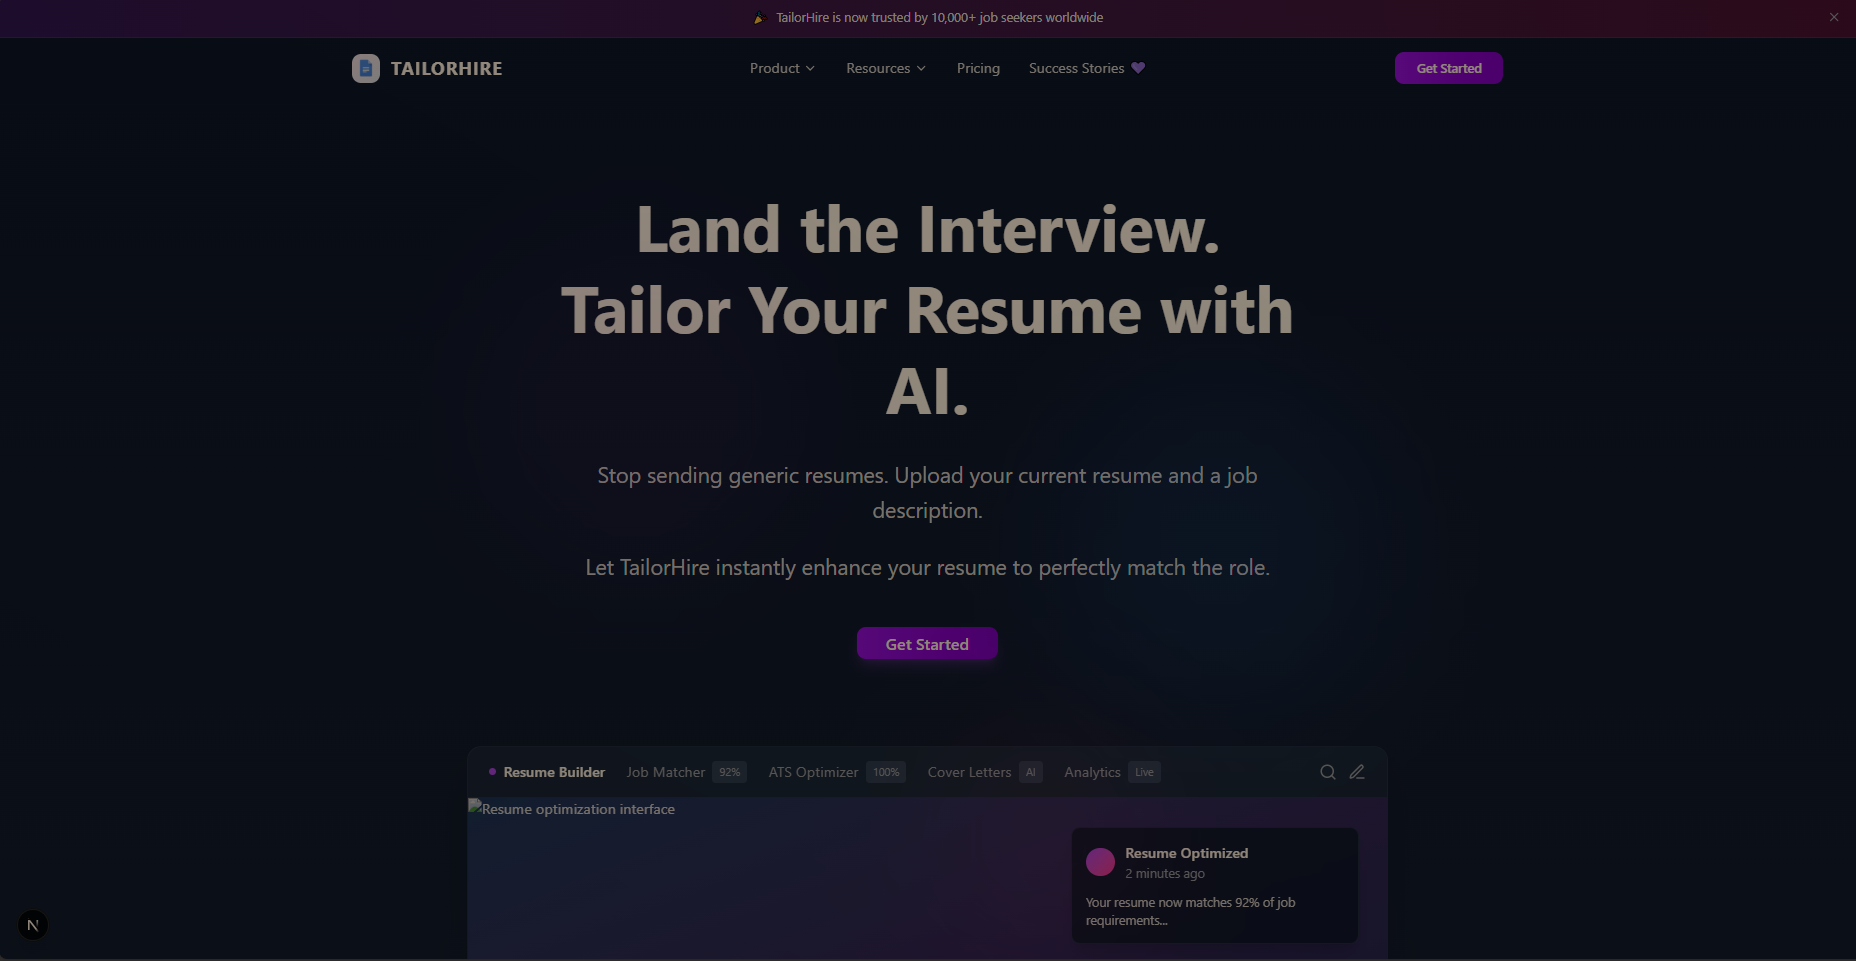 TailorHire is now trusted by 10,000+ job seekers worldwide
TAILORHIRE
Product
Resources
Pricing
Success Stories
Get Started
Land the Interview.
Tailor Your Resume with
AI.
Stop sending generic resumes. Upload your current resume and a job
description.
Let TailorHire instantly enhance your resume to perfectly match the role.
Get Started
Resume Builder
Job Matcher 92%
ATS Optimizer 100%
Cover Letters AI
Analytics Live
Resume optimization interface
Resume Optimized
2 minutes ago
Your resume now matches 92% of job
requirements...
N